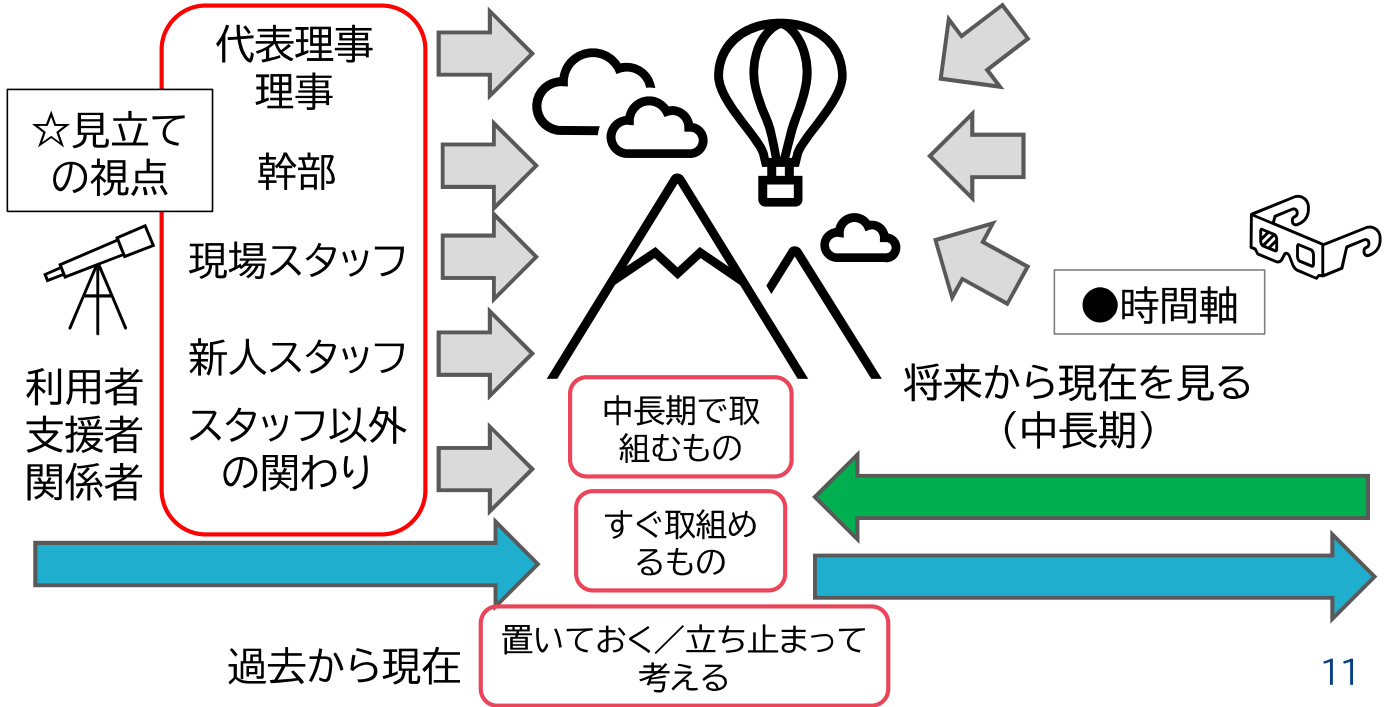 代表理事
理事
☆見立て
の視点
幹部
現場スタッフ
新人スタッフ
スタッフ以外
の関わり
利用者
支援者
関係者
●時間軸
将来から現在を見る
（中長期）
中長期で取
組むもの
すぐ取組め
るもの
置いておく／立ち止まって
考える
過去から現在
11